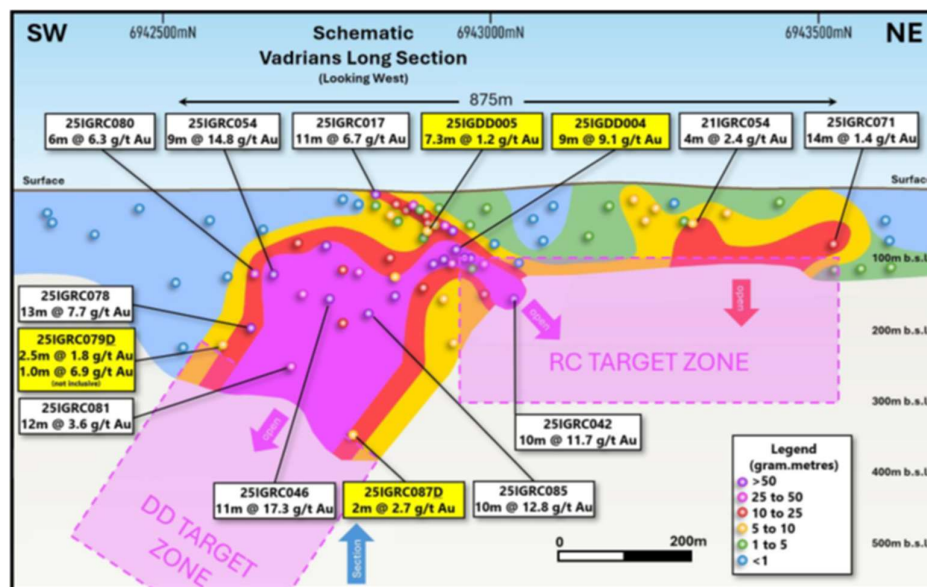 SW
6942500mN
Schematic
Vadrians Long Section
(Looking West)
6943000mN
6943500mN
NE
875m
25IGRC080
6m @ 6.3 g/t Au
25IGRC054
9m @ 14.8 g/t Au
25IGRC017
11m @ 6.7 g/t Au
25IGDD005
7.3m @ 1.2 g/t Au
25IGDD004
9m @ 9.1 g/t Au
21IGRC054
4m @ 2.4 g/t Au
25IGRC071
14m @ 1.4 g/t Au
Surface
Surface
100m b.s.l
25IGRC078
13m @ 7.7 g/t Au
25IGRC079D
2.5m @ 1.8 g/t Au
1.0m @ 6.9 g/t Au
(not inclusive)
25IGRC081
12m @ 3.6 g/t Au
open
open
200m b.s.l
RC TARGET ZONE
300m b.s.l
open
25IGRC042
10m @ 11.7 g/t Au
25IGRC046
11m @ 17.3 g/t Au
25IGRC087D
2m @ 2.7 g/t Au
25IGRC085
10m @ 12.8 g/t Au
400m b.s.l
DD TARGET
ZONE
Section
0
200m
500m b.s.l
Legend
(gram.metres)
>50
25 to 50
10 to 25
5 to 10
1 to 5
<1